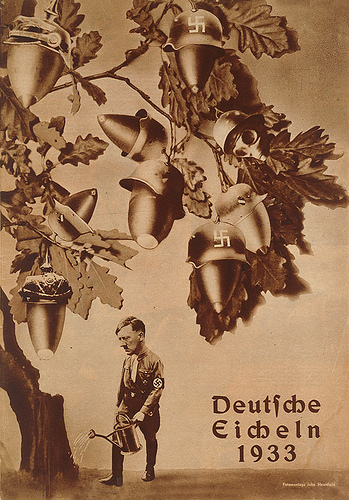 Deutſche
Eicheln
1933
Fotomontage: John Heartfield